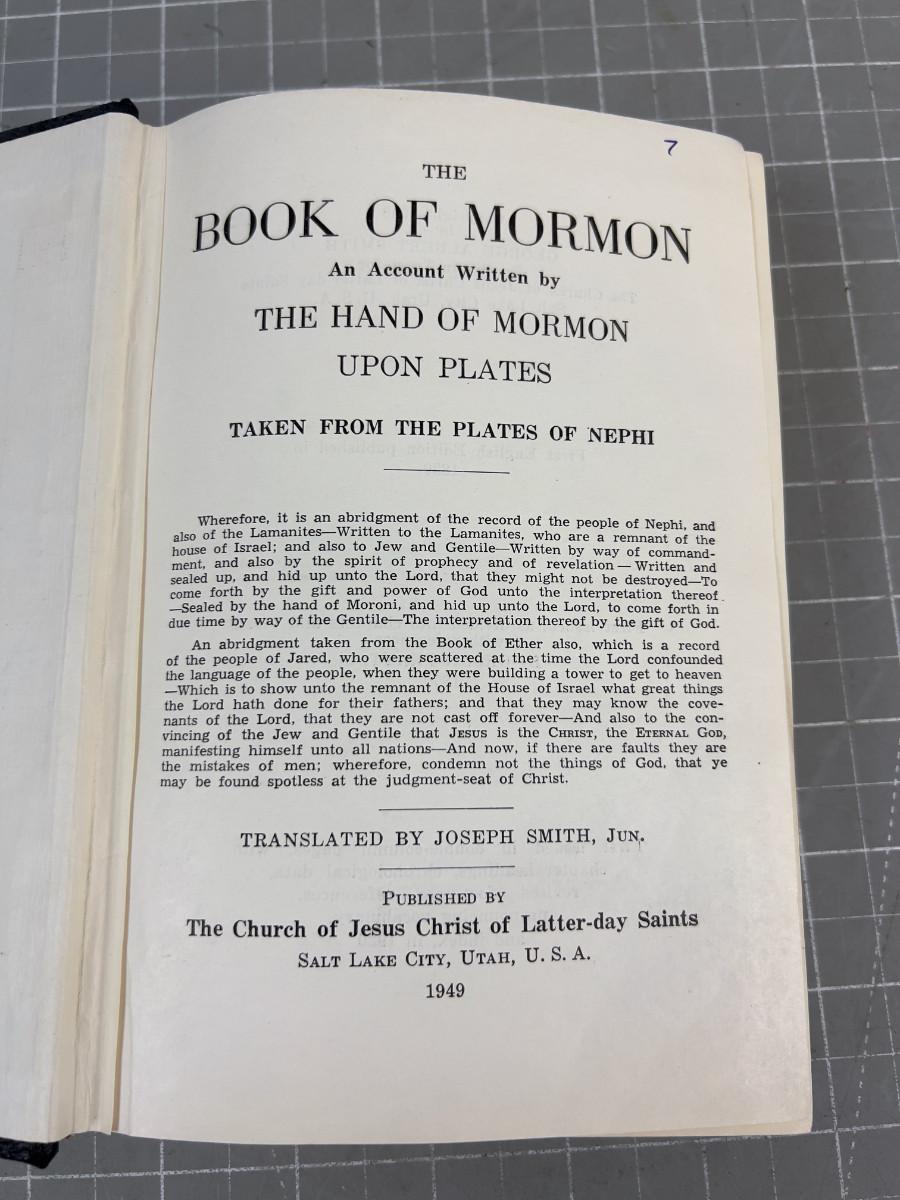 7
THE
BOOK OF MORMON
An Account Written by
THE HAND OF MORMON
UPON PLATES
TAKEN FROM THE PLATES OF NEPHI
Wherefore, it is an abridgment of the record of the people of Nephi, and
also of the Lamanites—Written to the Lamanites, who are a remnant of the
house of Israel; and also to Jew and Gentile—Written by way of command-
ment, and also by the spirit of prophecy and of revelation — Written and
sealed up, and hid up unto the Lord, that they might not be destroyed—To
come forth by the gift and power of God unto the interpretation thereof
—Sealed by the hand of Moroni, and hid up unto the Lord, to come forth in
due time by way of the Gentile—The interpretation thereof by the gift of God.
An abridgment taken from the Book of Ether also, which is a record
of the people of Jared, who were scattered at the time the Lord confounded
the language of the people, when they were building a tower to get to heaven
—Which is to show unto the remnant of the House of Israel what great things
the Lord hath done for their fathers; and that they may know the cove-
nants of the Lord, that they are not cast off forever—And also to the con-
vincing of the Jew and Gentile that JESUS is the CHRIST, the ETERNAL GOD,
manifesting himself unto all nations—And now, if there are faults they are
the mistakes of men; wherefore, condemn not the things of God, that ye
may be found spotless at the judgment-seat of Christ.
TRANSLATED BY JOSEPH SMITH, JUN.
PUBLISHED BY
The Church of Jesus Christ of Latter-day Saints
SALT LAKE CITY, UTAH, U. S. A.
1949